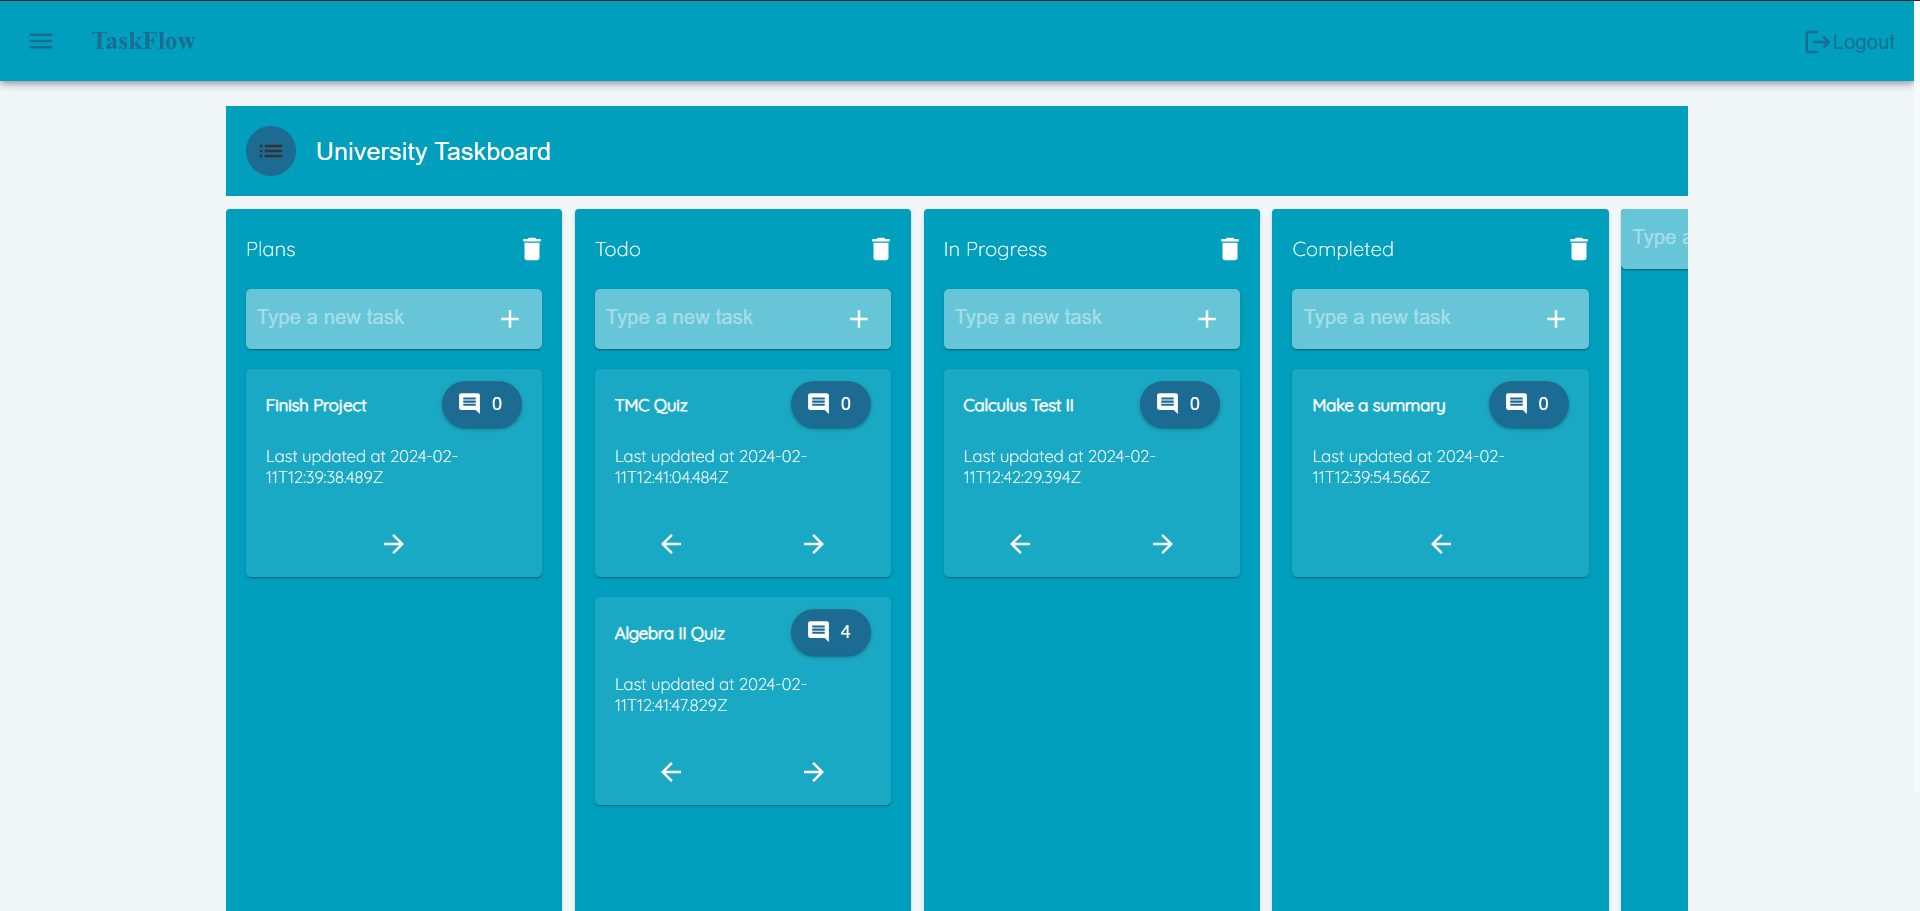 TaskFlow
Logout
University Taskboard
Plans
Type a new task
Finish Project
0
Last updated at 2024-02-
11T12:39:38.489Z
Todo
Type a new task
TMC Quiz
0
Last updated at 2024-02-
11T12:41:04.484Z
Algebra II Quiz
4
Last updated at 2024-02-
11T12:41:47.829Z
In Progress
Type a new task
Calculus Test II
0
Last updated at 2024-02-
11T12:42:29.394Z
Completed
Type a new task
Make a summary
0
Last updated at 2024-02-
11T12:39:54.566Z
Type a